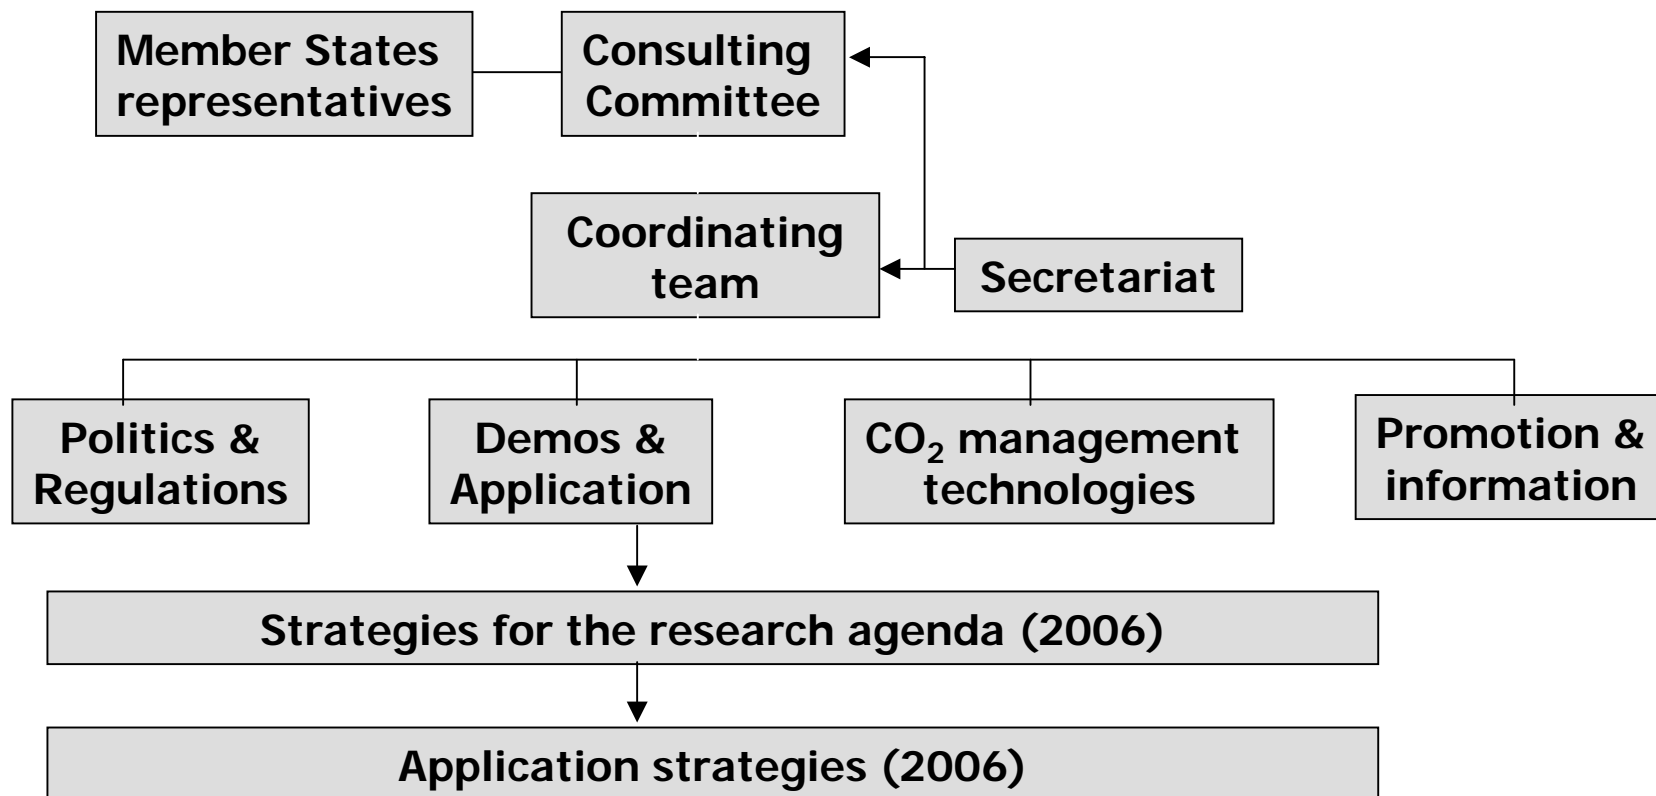 Member States
representatives
Consulting
Committee
Coordinating
team
Secretariat
Politics &
Regulations
Demos &
Application
CO₂ management
technologies
Promotion &
information
Strategies for the research agenda (2006)
Application strategies (2006)